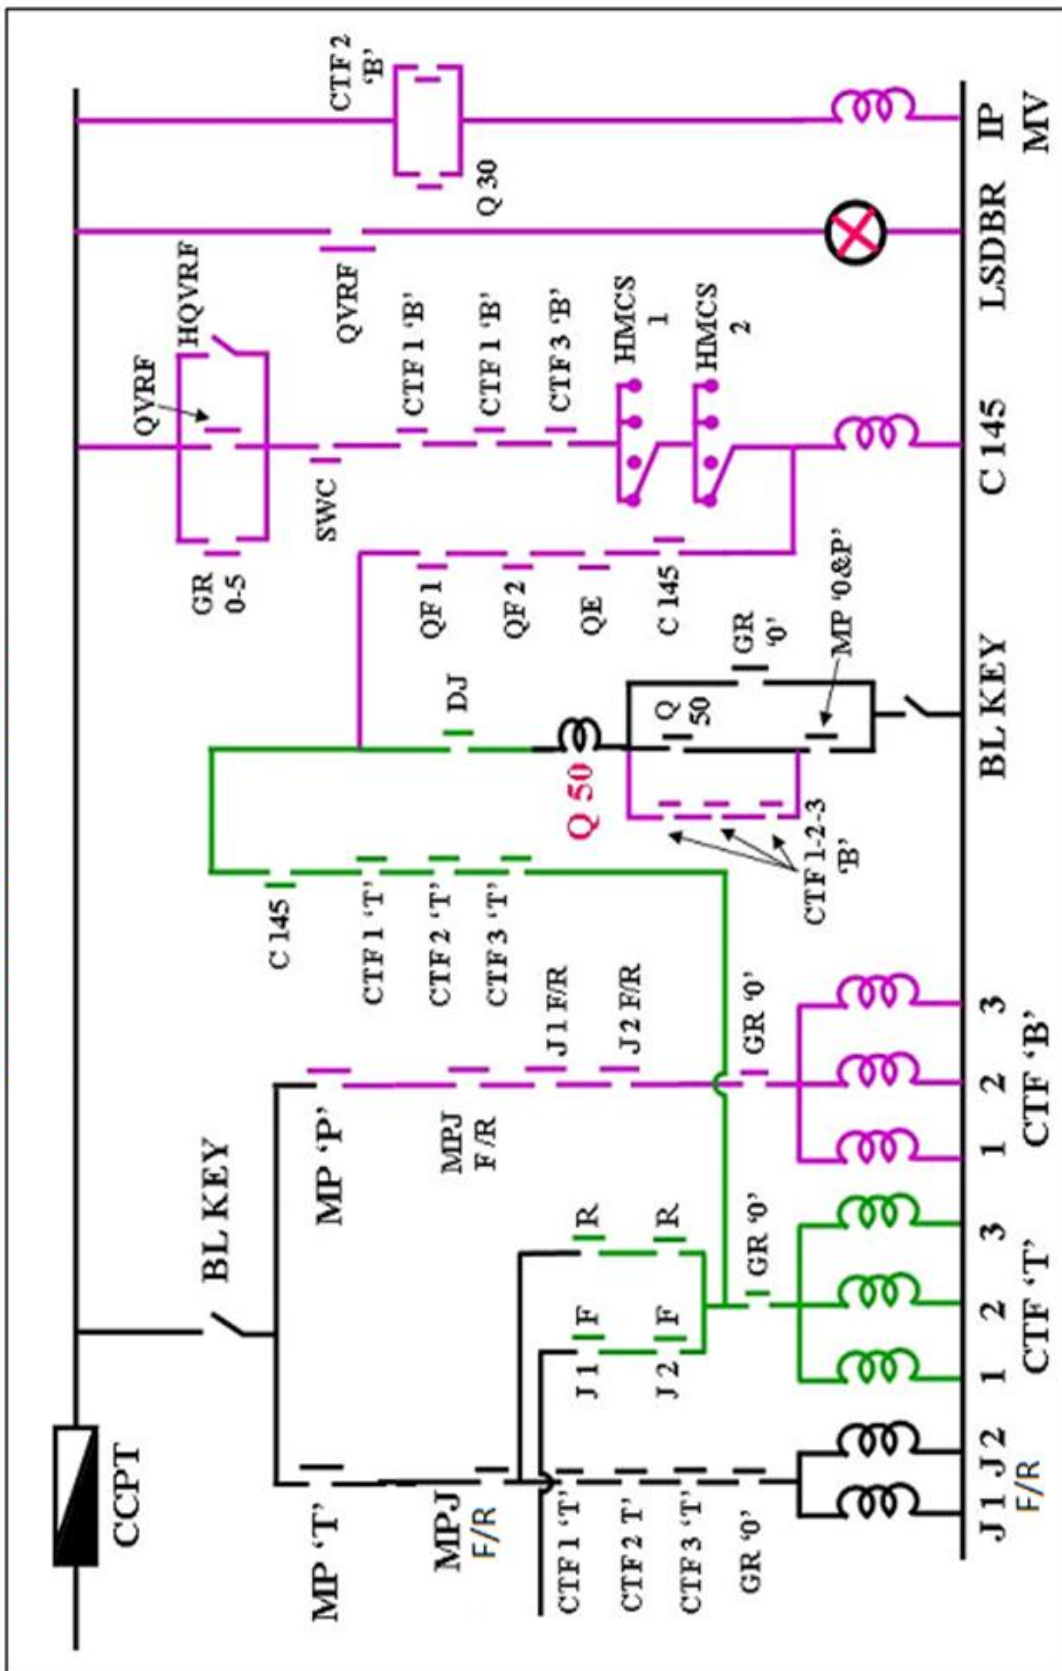 CCPT
BL KEY
MP 'T'
MPJ
F/R
CTF 1 'T'
CTF 2 T'
CTF 3 'T'
GR '0'
J 1
F
J 2
F
R
R
GR '0'
MP 'P'
MPJ
F/R
J 1 F/R
J 2 F/R
GR '0'
C 145
CTF 1 'T'
CTF 2 'T'
CTF 3 'T'
DJ
Q 50
Q
50
GR
'0'
MP '0&P'
CTF 1-2-3
'B'
QVRF
HQVRF
GR
0-5
SWC
CTF 1 'B'
CTF 1 'B'
CTF 3 'B'
HMCS
1
HMCS
2
QF 1
QF 2
QE
C 145
QVRF
CTF 2
'B'
Q 30
J 1 J 2
F/R
1 2 3
CTF 'T'
1 2 3
CTF 'B'
BL KEY
C 145
LSDBR
IP
MV